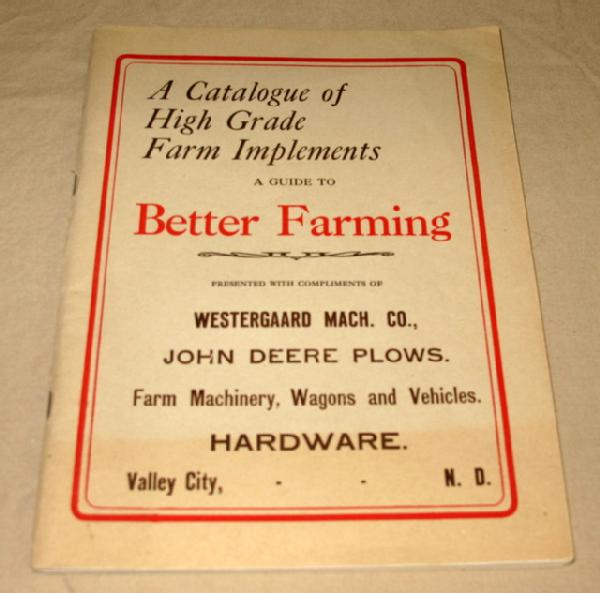 A Catalogue of
High Grade
Farm Implements
A GUIDE TO
Better Farming
PRESENTED WITH COMPLIMENTS OF
WESTERGAARD MACH. CO.,
JOHN DEERE PLOWS.
Farm Machinery, Wagons and Vehicles.
HARDWARE.
Valley City, - - N. D.